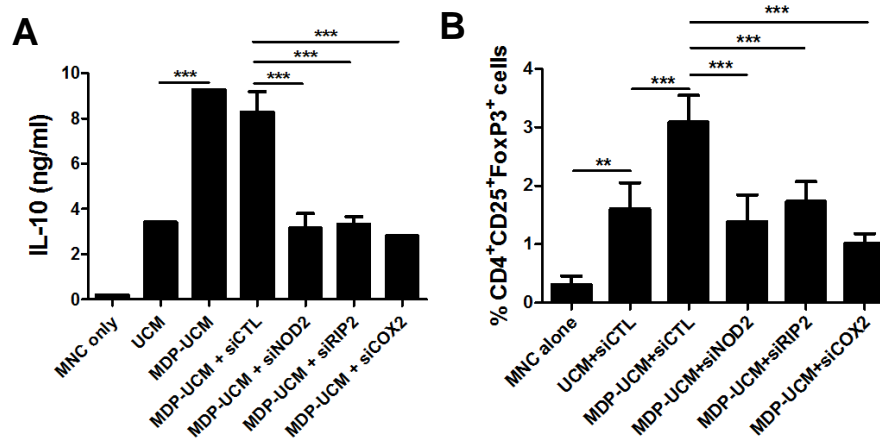 A
IL-10 (ng/ml)
10
8
6
4
2
0
***
***
***
***
MNC only
UCM
MDP-UCM
MDP-UCM + siCTL
MDP-UCM + siNOD2
MDP-UCM + siRIP2
MDP-UCM + siCOX2
B
% CD4⁺CD25⁺FoxP3⁺ cells
4
3
2
1
0
***
***
***
***
**
MNC alone
UCM+siCTL
MDP-UCM+siCTL
MDP-UCM+siNOD2
MDP-UCM+siRIP2
MDP-UCM+siCOX2